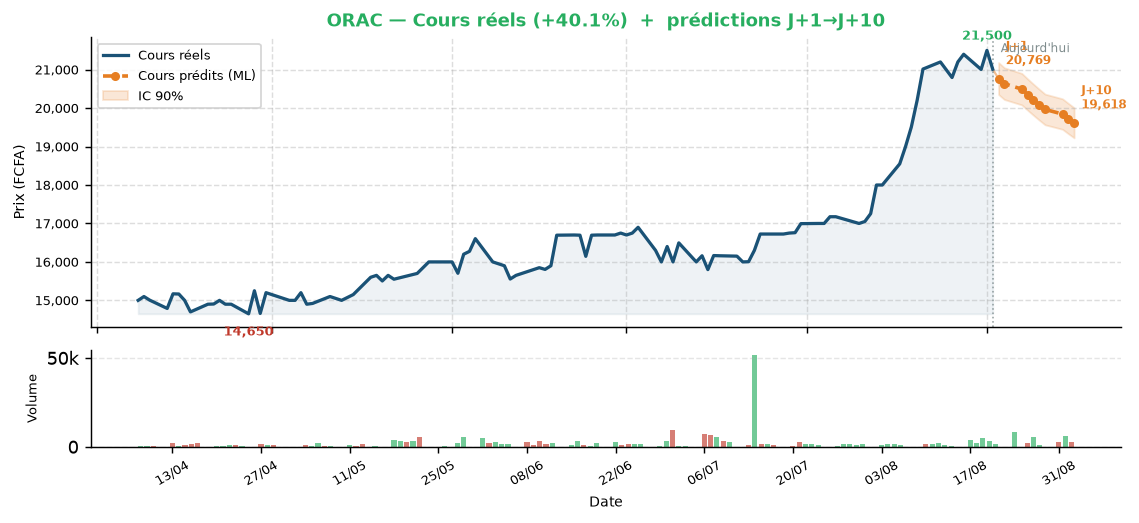 ORAC — Cours réels (+40.1%) + prédictions J+1→J+10
Cours réels
Cours prédits (ML)
IC 90%
21,500
Aujourd'hui
J+1
20,769
J+10
19,618
14,650
Prix (FCFA)
21,000
20,000
19,000
18,000
17,000
16,000
15,000
Volume
50k
0
13/04
27/04
11/05
25/05
08/06
22/06
06/07
20/07
03/08
17/08
31/08
Date